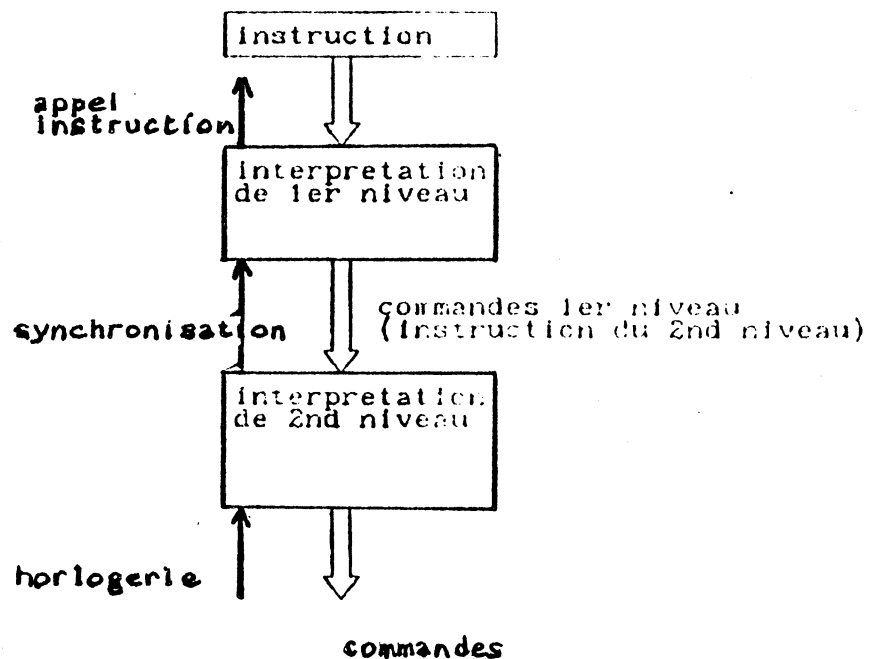 instruction
appel
instruction
interpretation
de 1er niveau
commandes 1er niveau
(instruction du 2nd niveau)
synchronisation
interpretation
de 2nd niveau
horlogerie
commandes